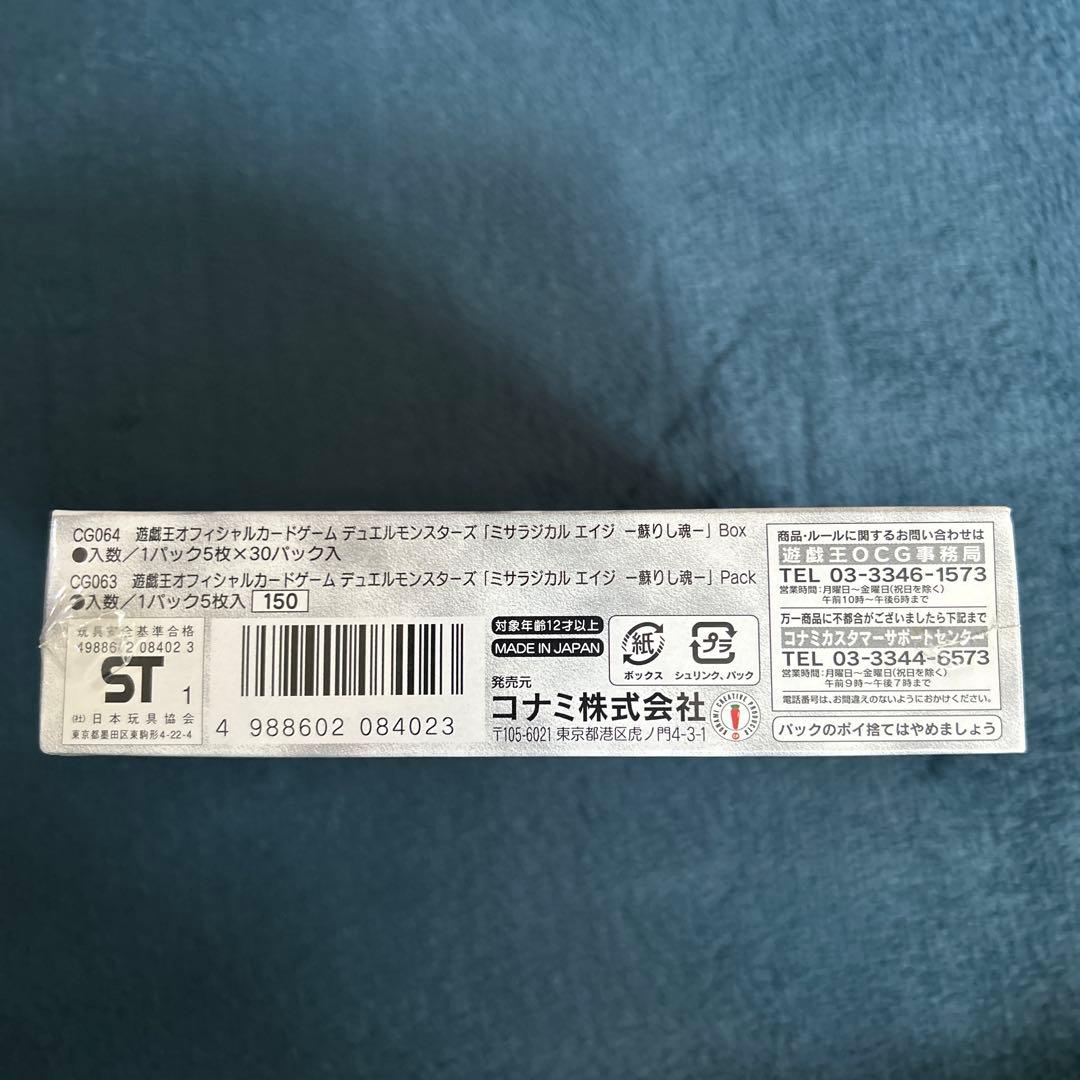 CG064 遊戯王オフィシャルカードゲーム デュエルモンスターズ「ミサラジカル エイジ −蘇りし魂−」Box
●入数/1パック5枚×30パック入
CG063 遊戯王オフィシャルカードゲーム デュエルモンスターズ「ミサラジカル エイジ −蘇りし魂−」Pack
●入数/1パック5枚入 150
玩具安全基準合格
498860208402 3
ST 1
(社)日本玩具協会
東京都墨田区東駒形4-22-4
4 988602 084023
対象年齢12才以上
MADE IN JAPAN
紙
ボックス
プラ
シュリンク、パック
発売元
コナミ株式会社
〒105-6021 東京都港区虎ノ門4-3-1
KONAMI CREATIVE PRODUCTS
商品・ルールに関するお問い合わせは
遊戯王OCG事務局
TEL 03-3346-1573
営業時間:月曜日〜金曜日(祝日を除く)
午前10時〜午後6時まで
万一商品に不都合がございましたら下記まで
コナミカスタマーサポートセンター
TEL 03-3344-6573
営業時間:月曜日〜金曜日(祝日を除く)
午前9時〜午後7時まで
電話番号は、お間違えのないようにおかけください。
パックのポイ捨てはやめましょう